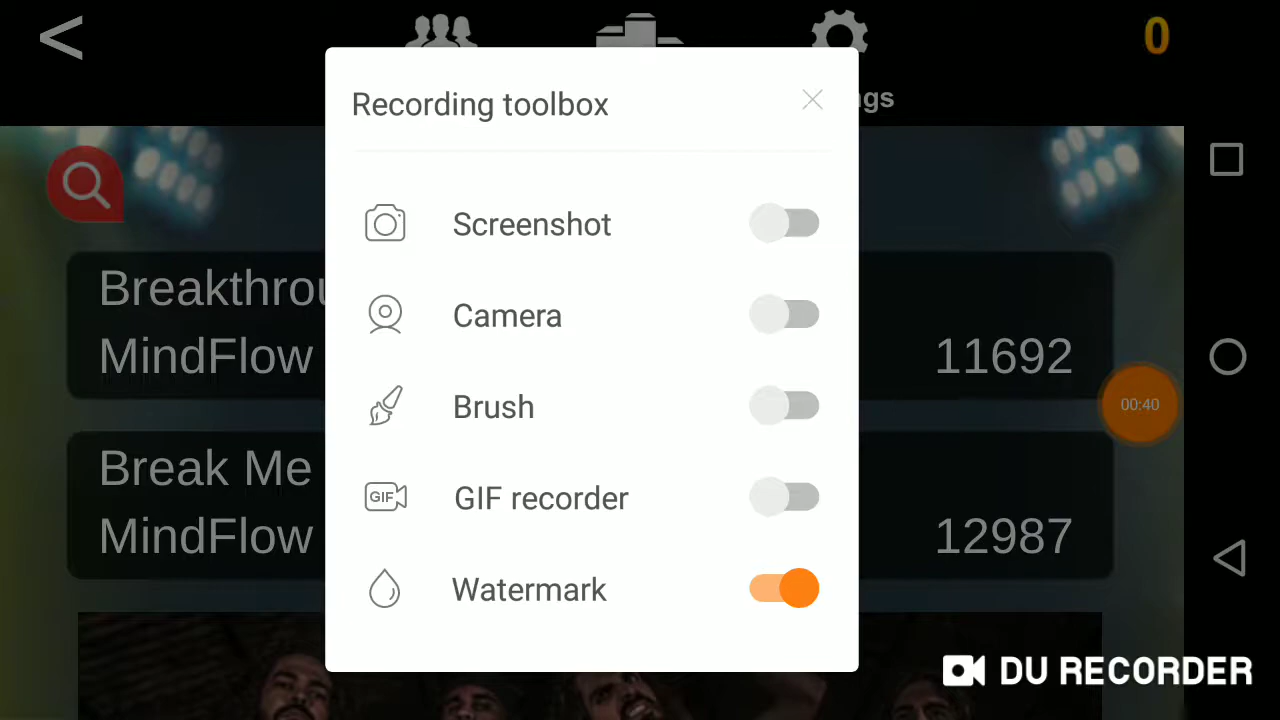 0
Recording toolbox
ngs
Screenshot
Camera
Brush
GIF
GIF recorder
Watermark
Breakthrou
MindFlow
11692
00:40
Break Me
MindFlow
12987
DU RECORDER